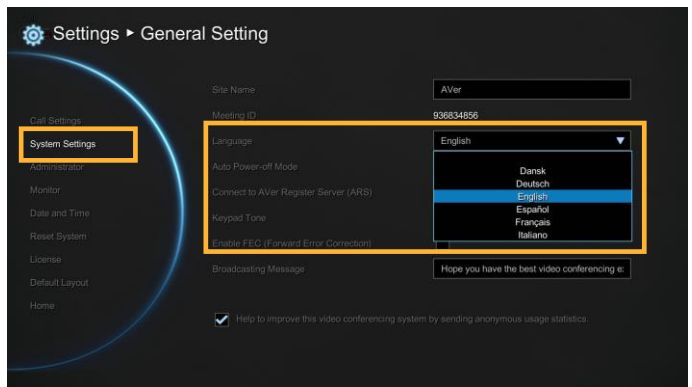 Settings ▸ General Setting
Site Name AVer
Meeting ID 936834856
Call Settings
Language English
System Settings
Auto Power-off Mode
Administrator
Dansk
Deutsch
English
Español
Français
Italiano
Connect to AVer Register Server (ARS)
Monitor
Keypad Tone
Date and Time
Enable FEC (Forward Error Correction)
Reset System
License
Broadcasting Message Hope you have the best video conferencing e
Default Layout
Home
Help to improve this video conferencing system by sending anonymous usage statistics.